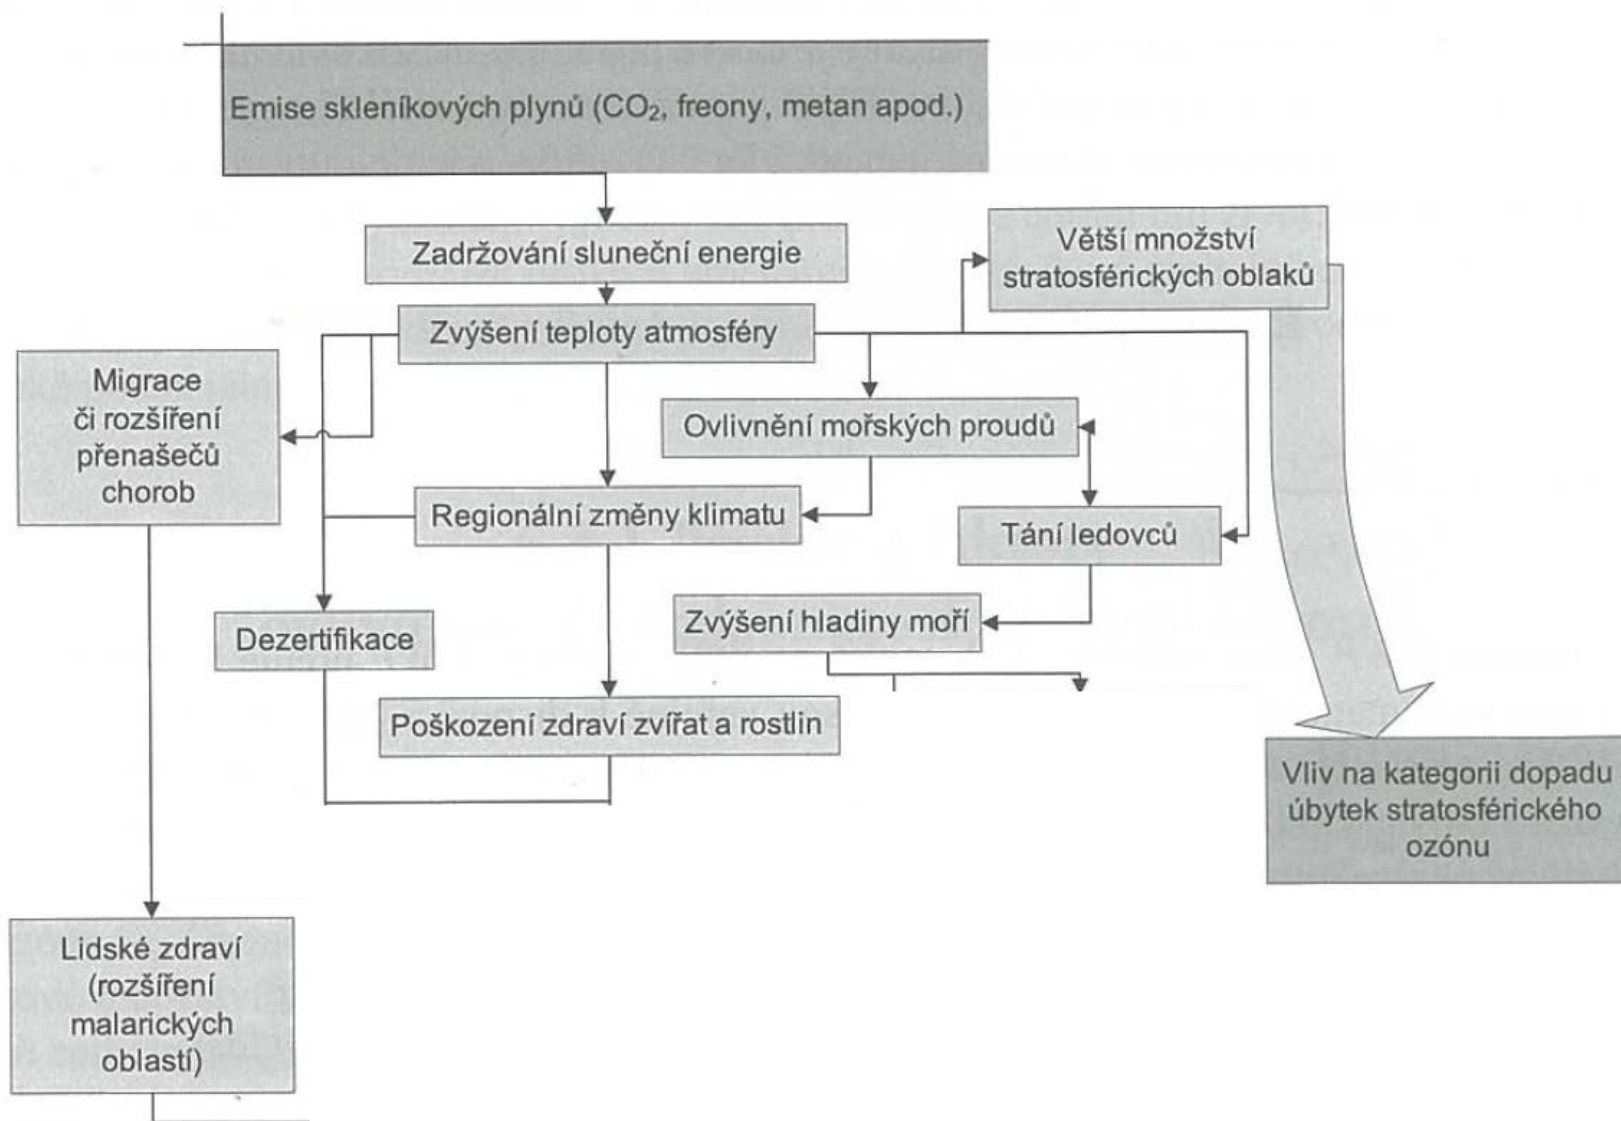 Emise skleníkových plynů (CO₂, freony, metan apod.)
Zadržování sluneční energie
Větší množství
stratosférických oblaků
Zvýšení teploty atmosféry
Migrace
či rozšíření
přenašečů
chorob
Ovlivnění mořských proudů
Regionální změny klimatu
Tání ledovců
Dezertifikace
Zvýšení hladiny moří
Poškození zdraví zvířat a rostlin
Vliv na kategorii dopadu
úbytek stratosférického
ozónu
Lidské zdraví
(rozšíření
malarických
oblastí)